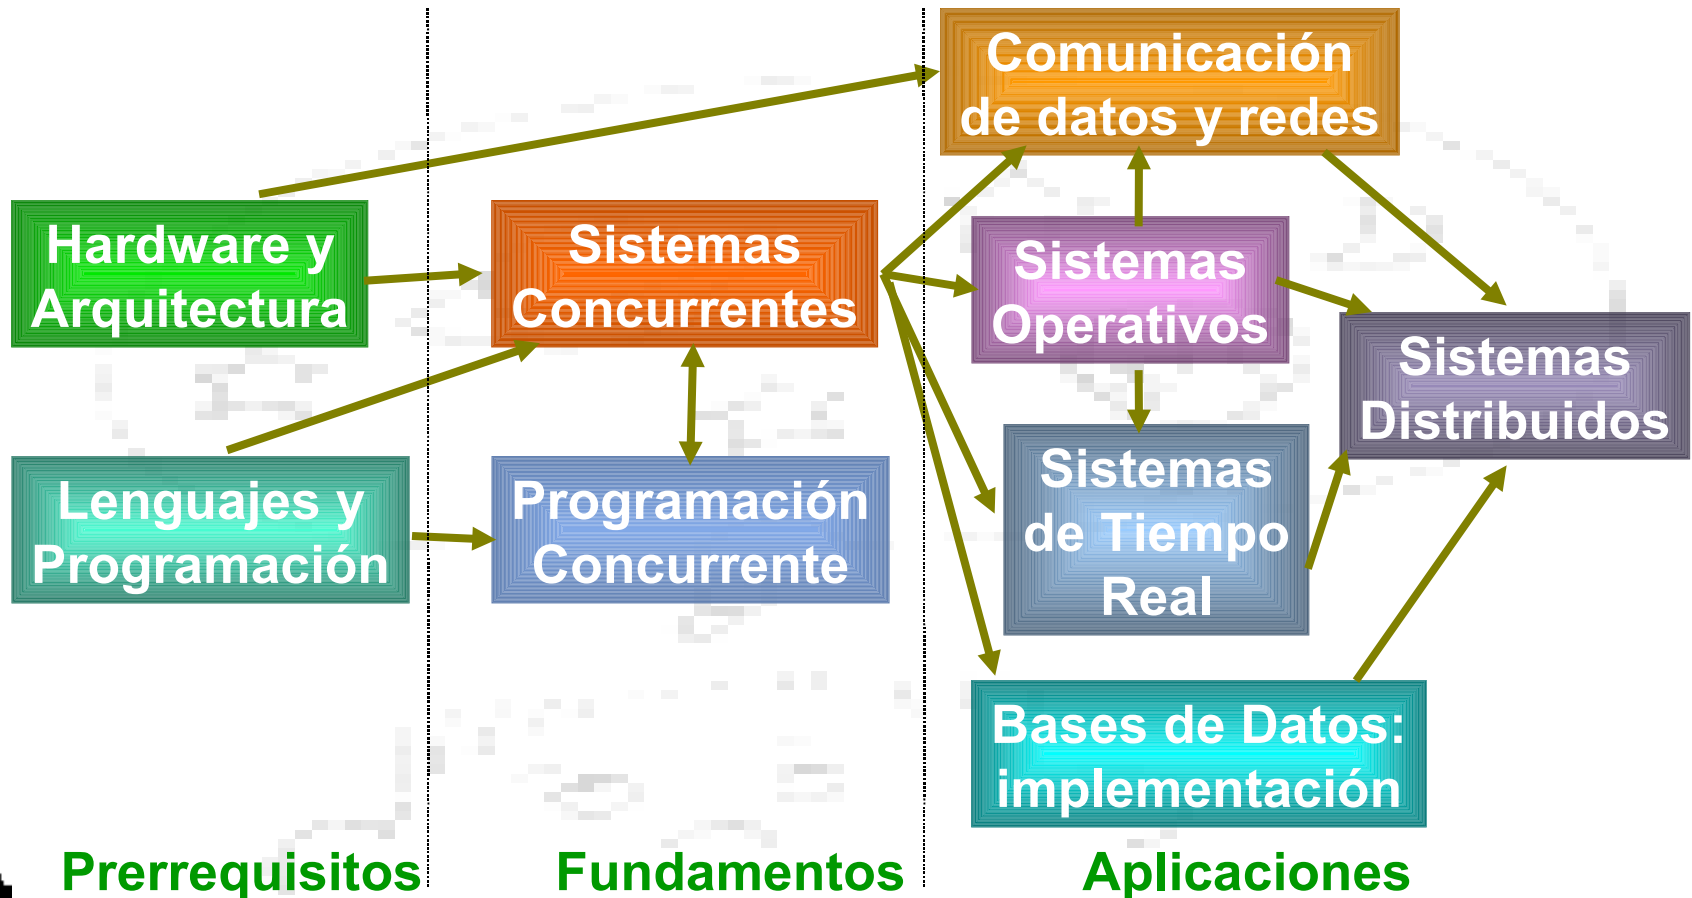 Comunicación
de datos y redes
Hardware y
Arquitectura
Sistemas
Concurrentes
Sistemas
Operativos
Sistemas
Distribuidos
Lenguajes y
Programación
Programación
Concurrente
Sistemas
de Tiempo
Real
Bases de Datos:
implementación
Prerrequisitos
Fundamentos
Aplicaciones